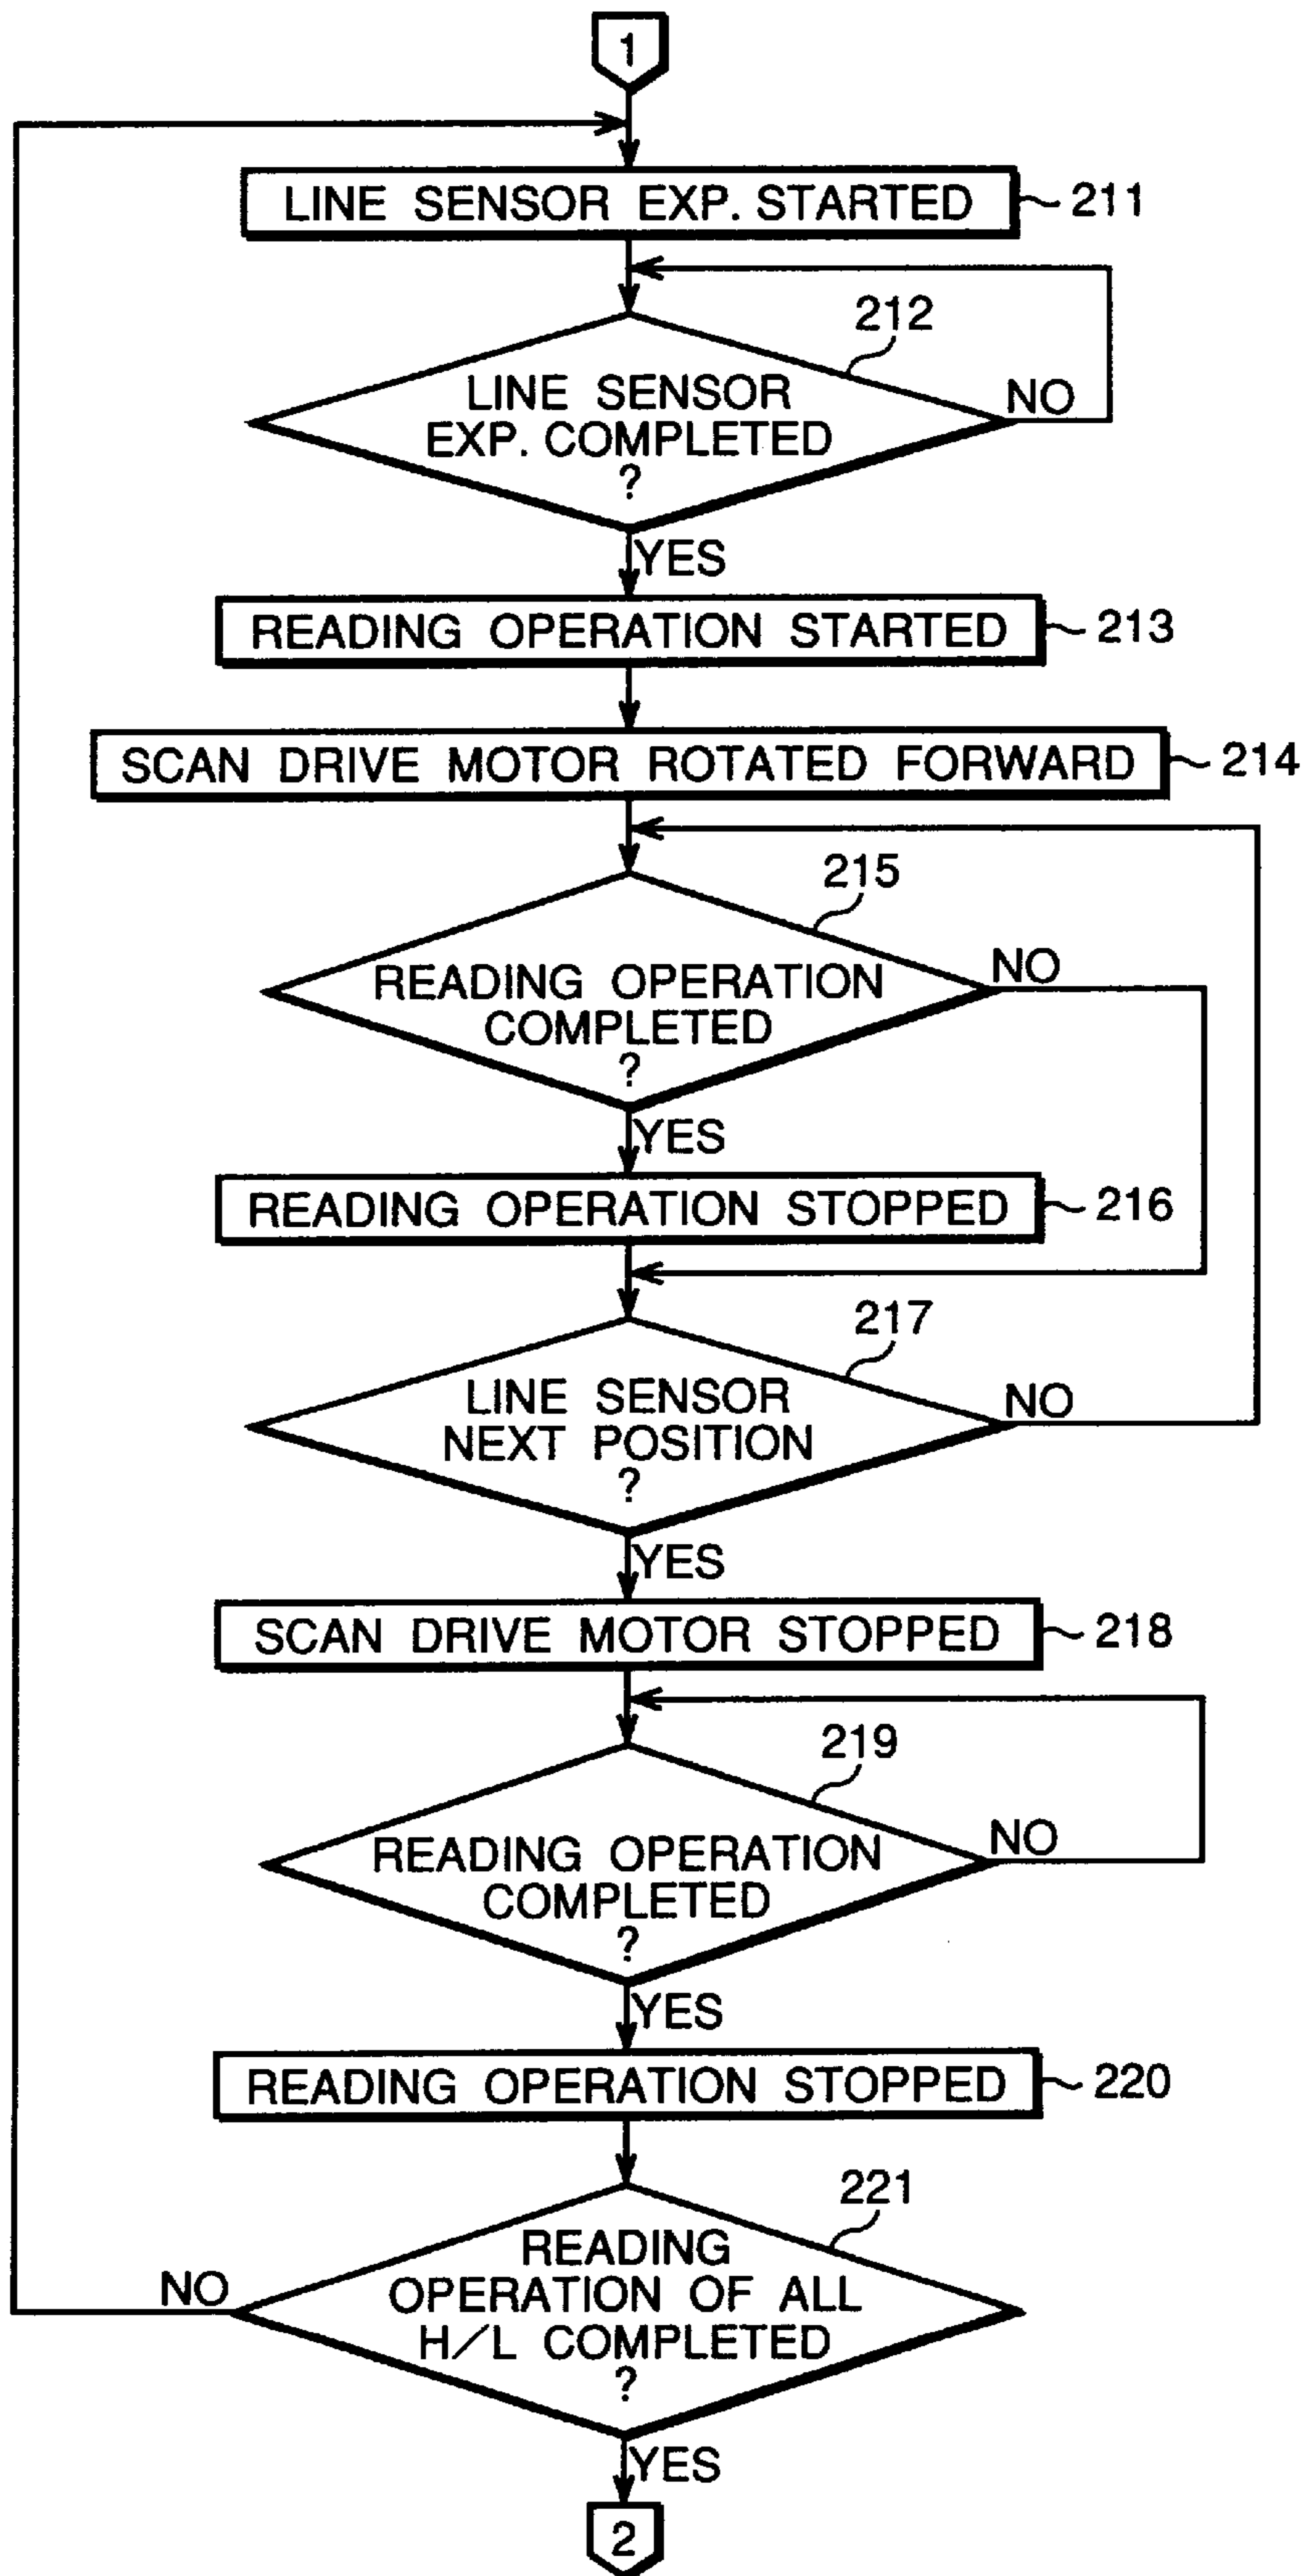 1
LINE SENSOR EXP. STARTED
211
212
LINE SENSOR
EXP. COMPLETED
?
NO
YES
READING OPERATION STARTED
213
SCAN DRIVE MOTOR ROTATED FORWARD
214
215
READING OPERATION
COMPLETED
?
NO
YES
READING OPERATION STOPPED
216
217
LINE SENSOR
NEXT POSITION
?
NO
YES
SCAN DRIVE MOTOR STOPPED
218
219
READING OPERATION
COMPLETED
?
NO
YES
READING OPERATION STOPPED
220
221
READING
OPERATION OF ALL
H/L COMPLETED
?
NO
YES
2